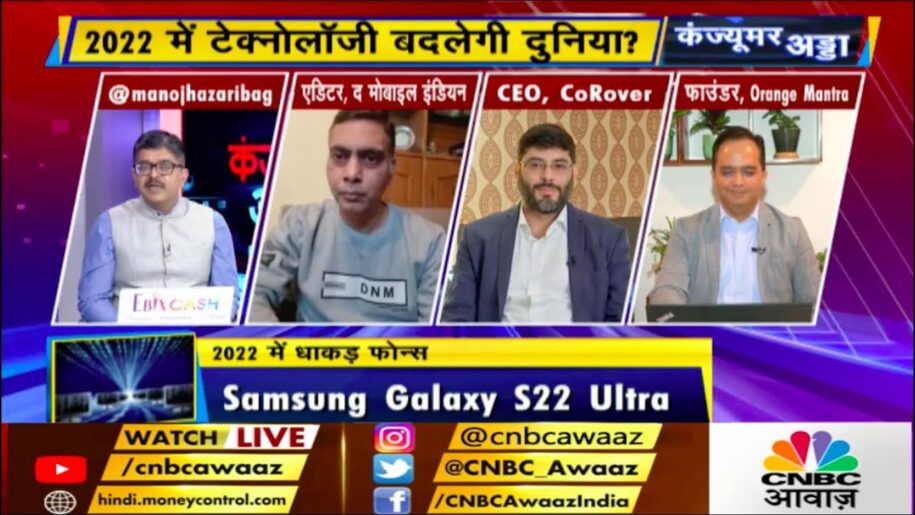 2022 में टेक्नोलॉजी बदलेगी दुनिया?
कंज्यूमर
अड्डा
@manojhazaribag
एडिटर, द मोबाइल इंडियन
CEO, CoRover
फाउंडर, Orange Mantra
EBIXCASH
DNM
2022 में धाकड़ फोन्स
Samsung Galaxy S22 Ultra
WATCH LIVE
/cnbcawaaz
hindi.moneycontrol.com
@cnbcawaaz
@CNBC_Awaaz
/CNBCAwaazIndia
CNBC
आवाज़